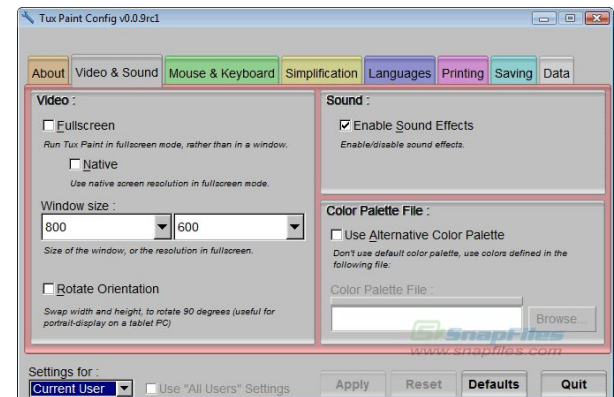 Tux Paint Config v0.0.9rc1
About Video & Sound Mouse & Keyboard Simplification Languages Printing Saving Data
Video :
Fullscreen
Run Tux Paint in fullscreen mode, rather than in a window.
Native
Use native screen resolution in fullscreen mode.
Window size :
800 600
Size of the window, or the resolution in fullscreen.
Rotate Orientation
Swap width and height, to rotate 90 degrees (useful for
portrait-display on a tablet PC)
Sound :
Enable Sound Effects
Enable/disable sound effects.
Color Palette File :
Use Alternative Color Palette
Don't use default color palette, use colors defined in the
following file:
Color Palette File :
Browse...
SnapFiles
www.snapfiles.com
Settings for :
Current User Use "All Users" Settings Apply Reset Defaults Quit